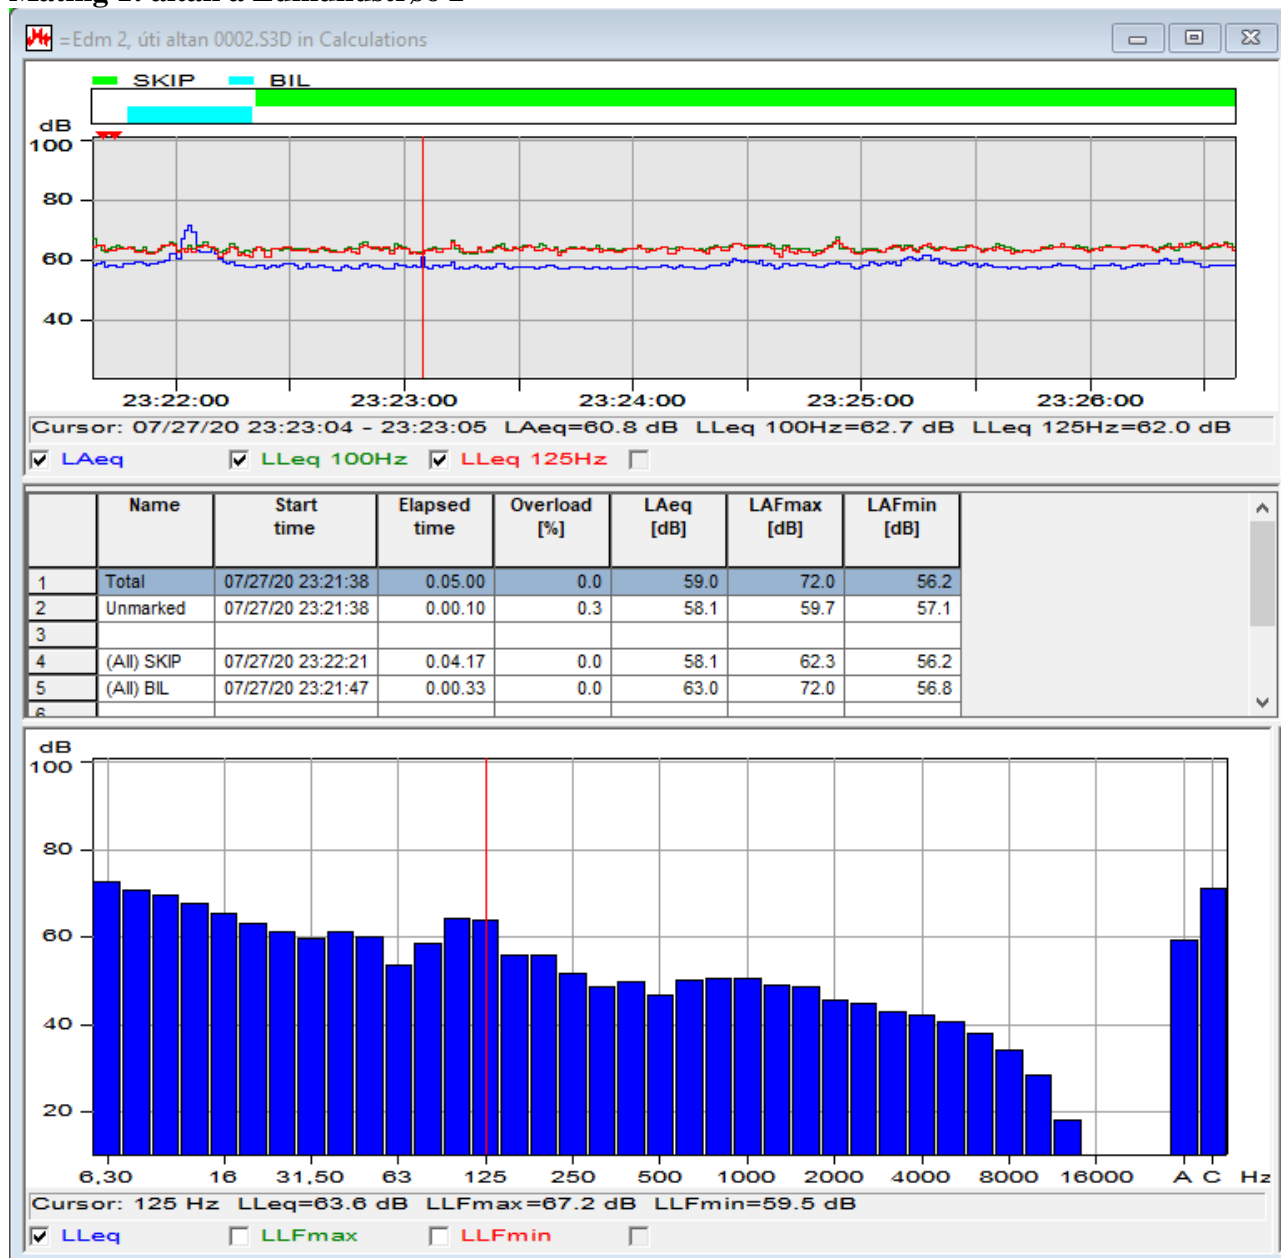 =Edm 2, úti altan 0002.S3D in Calculations
SKIP BIL
dB
100
80
60
40
23:22:00 23:23:00 23:24:00 23:25:00 23:26:00
Cursor: 07/27/20 23:23:04 - 23:23:05 LAeq=60.8 dB LLeq 100Hz=62.7 dB LLeq 125Hz=62.0 dB
LAeq LLeq 100Hz LLeq 125Hz
Name Start time Elapsed time Overload [%] LAeq [dB] LAFmax [dB] LAFmin [dB]
1 Total 07/27/20 23:21:38 0.05.00 0.0 59.0 72.0 56.2
2 Unmarked 07/27/20 23:21:38 0.00.10 0.3 58.1 59.7 57.1
3
4 (All) SKIP 07/27/20 23:22:21 0.04.17 0.0 58.1 62.3 56.2
5 (All) BIL 07/27/20 23:21:47 0.00.33 0.0 63.0 72.0 56.8
6
dB
100
80
60
40
20
6,30 16 31,50 63 125 250 500 1000 2000 4000 8000 16000 A C Hz
Cursor: 125 Hz LLeq=63.6 dB LLFmax=67.2 dB LLFmin=59.5 dB
LLeq LLFmax LLFmin